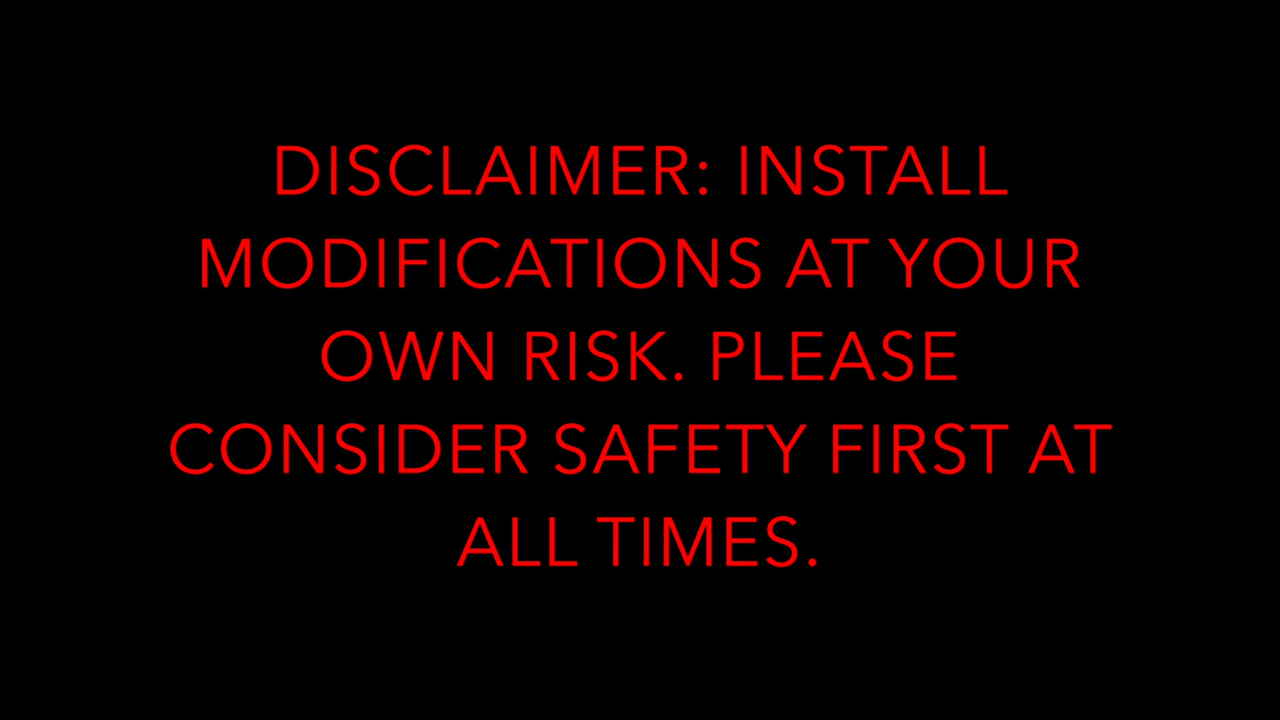 DISCLAIMER: INSTALL
MODIFICATIONS AT YOUR
OWN RISK. PLEASE
CONSIDER SAFETY FIRST AT
ALL TIMES.